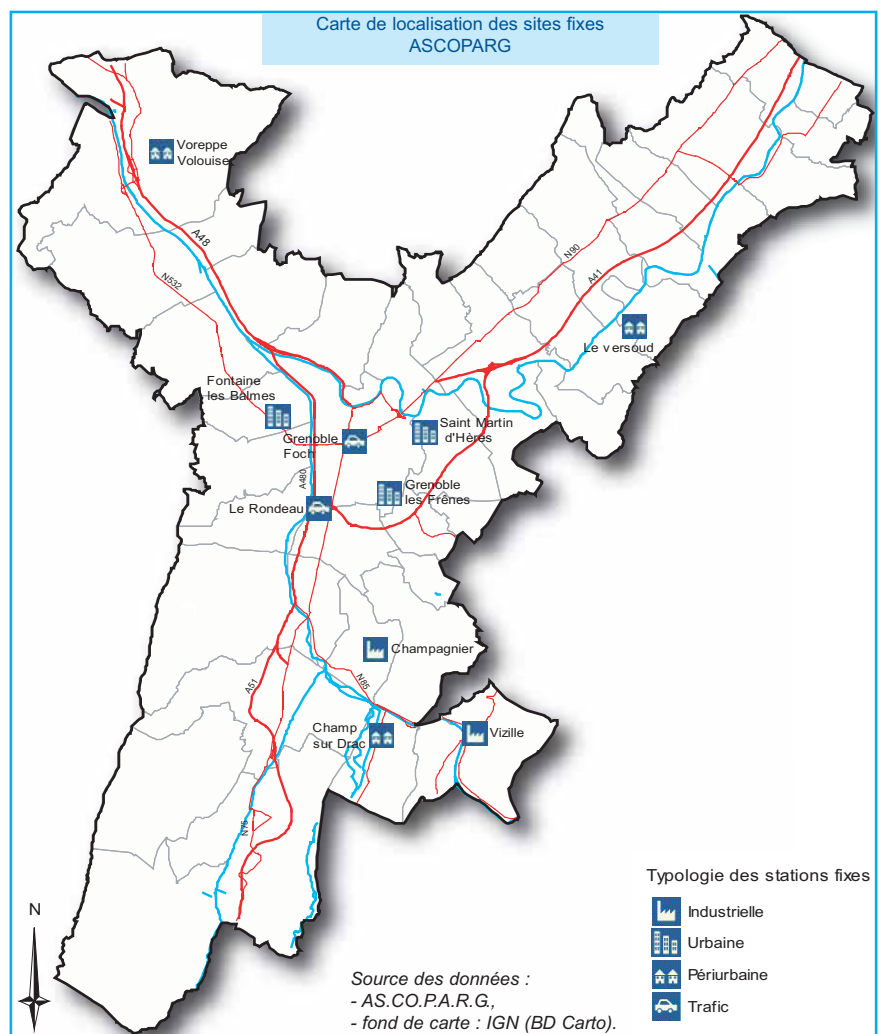 Carte de localisation des sites fixes
ASCOPARG
Voreppe
Volouise
A48
N532
N90
A41
Le versoud
Fontaine
les Balmes
Grenoble
Foch
Saint Martin
d'Hères
A480
Grenoble
les Frênes
Le Rondeau
Champagnier
N85
A51
Champ
sur Drac
Vizille
N75
Typologie des stations fixes
Industrielle
Urbaine
Périurbaine
Trafic
N
Source des données :
- AS.CO.P.A.R.G.,
- fond de carte : IGN (BD Carto).